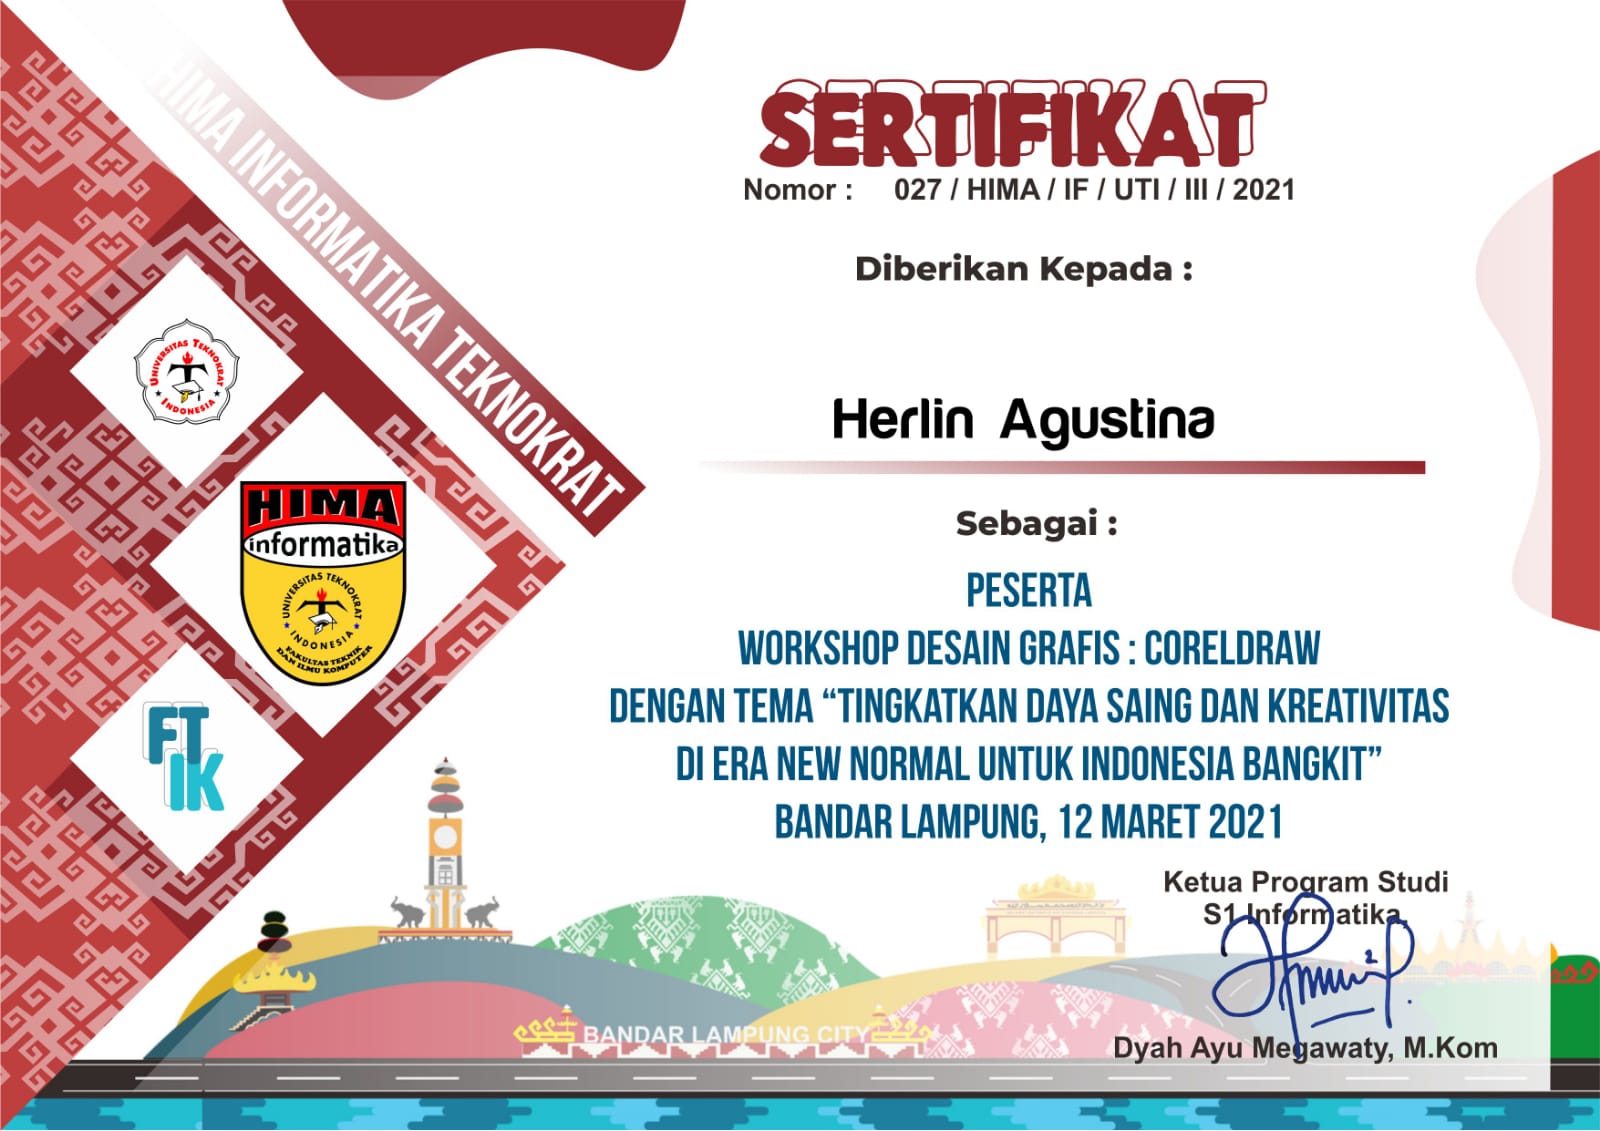 SERTIFIKAT
Nomor : 027 / HIMA / IF / UTI / III / 2021
Diberikan Kepada :
Herlin Agustina
Sebagai :
PESERTA
WORKSHOP DESAIN GRAFIS : CORELDRAW
DENGAN TEMA “TINGKATKAN DAYA SAING DAN KREATIVITAS
DI ERA NEW NORMAL UNTUK INDONESIA BANGKIT”
BANDAR LAMPUNG, 12 MARET 2021
Ketua Program Studi
S1 Informatika,
Dyah Ayu Megawaty, M.Kom
HIMA INFORMATIKA TEKNOKRAT
UNIVERSITAS TEKNOKRAT
INDONESIA
HIMA
informatika
UNIVERSITAS TEKNOKRAT
INDONESIA
FAKULTAS TEKNIK
DAN ILMU KOMPUTER
FT
IK
BANDAR LAMPUNG CITY